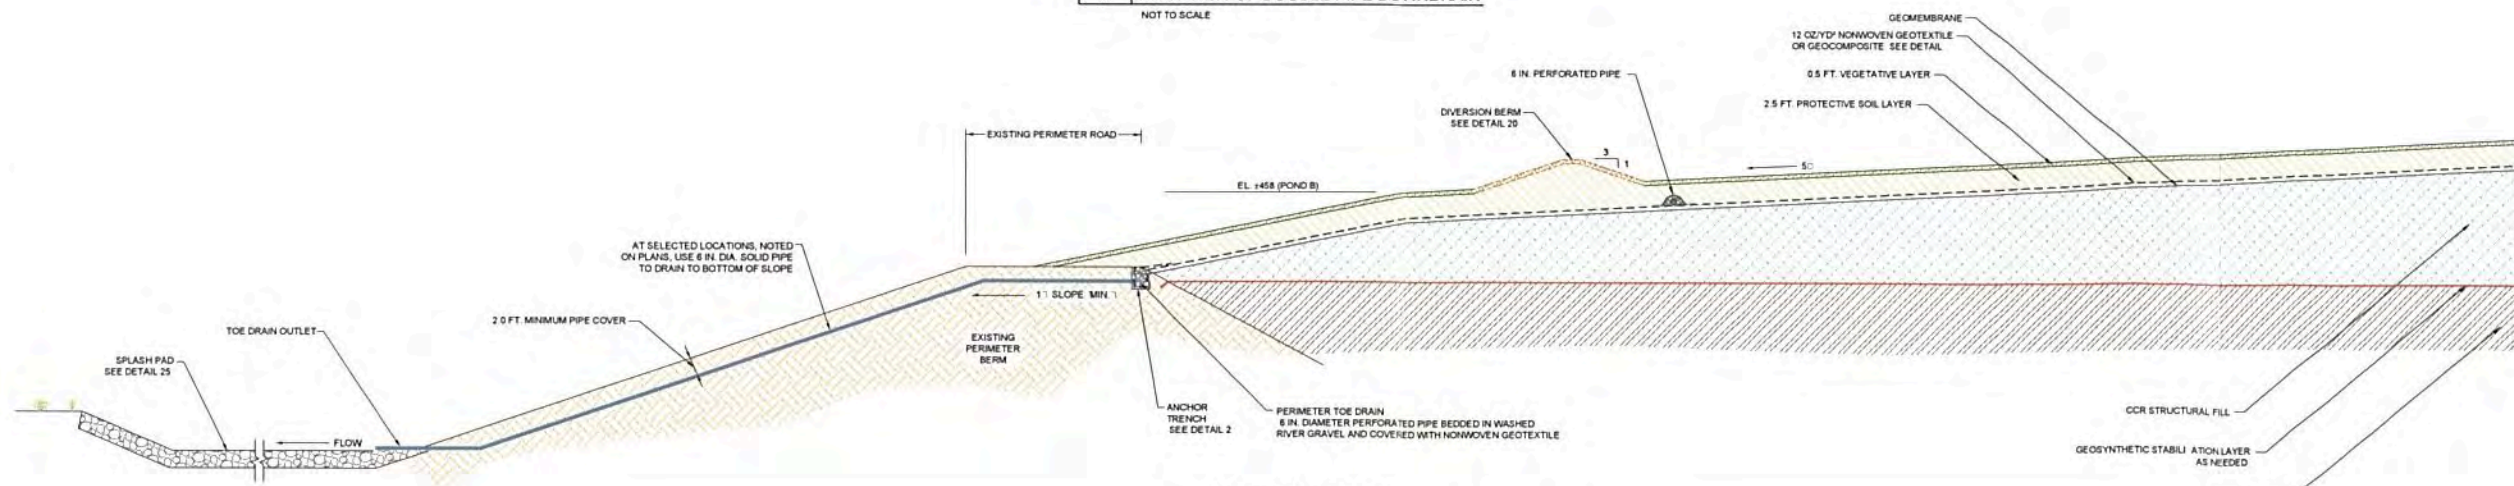 NOT TO SCALE
GEOMEMBRANE
12 OZ/YD² NONWOVEN GEOTEXTILE
OR GEOCOMPOSITE SEE DETAIL
6 IN. PERFORATED PIPE
0.5 FT. VEGETATIVE LAYER
2.5 FT. PROTECTIVE SOIL LAYER
DIVERSION BERM
SEE DETAIL 20
EXISTING PERIMETER ROAD
3
1
5
EL. ±458 (POND B)
AT SELECTED LOCATIONS, NOTED
ON PLANS, USE 6 IN. DIA. SOLID PIPE
TO DRAIN TO BOTTOM OF SLOPE
1 SLOPE MIN.
2.0 FT. MINIMUM PIPE COVER
TOE DRAIN OUTLET
EXISTING
PERIMETER
BERM
SPLASH PAD
SEE DETAIL 25
FLOW
ANCHOR
TRENCH
SEE DETAIL 2
PERIMETER TOE DRAIN
6 IN. DIAMETER PERFORATED PIPE BEDDED IN WASHED
RIVER GRAVEL AND COVERED WITH NONWOVEN GEOTEXTILE
CCR STRUCTURAL FILL
GEOSYNTHETIC STABILI ATION LAYER
AS NEEDED